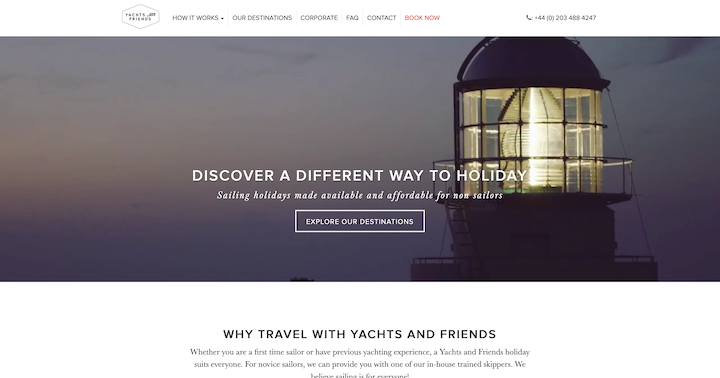 YACHTS AND
FRIENDS
HOW IT WORKS
OUR DESTINATIONS
CORPORATE
FAQ
CONTACT
BOOK NOW
+44 (0) 203 488 4247
DISCOVER A DIFFERENT WAY TO HOLIDAY
Sailing holidays made available and affordable for non sailors
EXPLORE OUR DESTINATIONS
WHY TRAVEL WITH YACHTS AND FRIENDS
Whether you are a first time sailor or have previous yachting experience, a Yachts and Friends holiday
suits everyone. For novice sailors, we can provide you with one of our in-house trained skippers. We
believe sailing is for everyone!